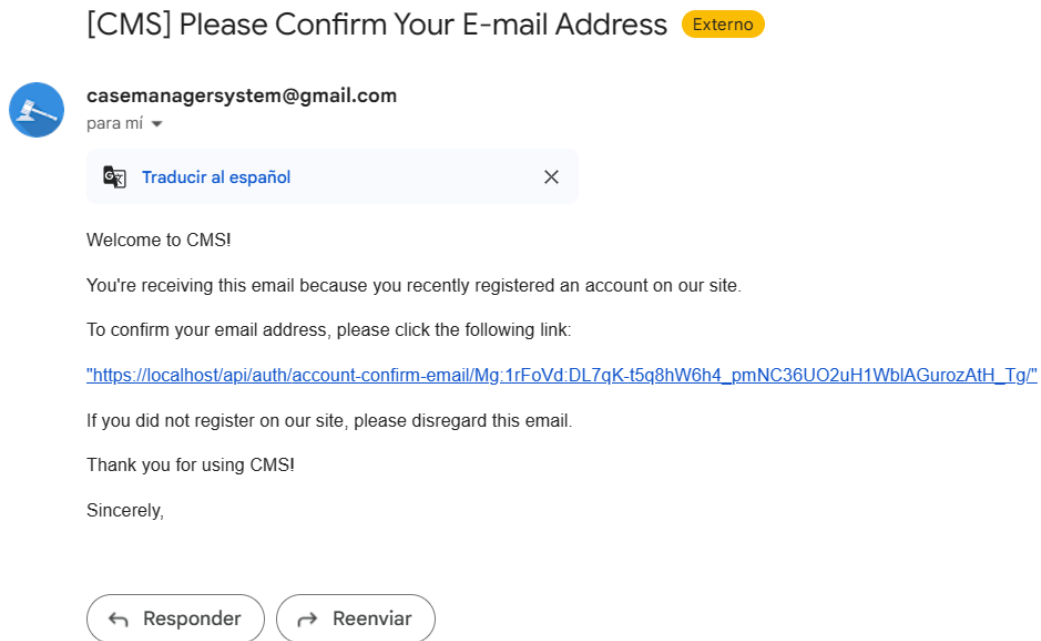 [CMS] Please Confirm Your E-mail Address Externo
casemanagersystem@gmail.com
para mí
Traducir al español
Welcome to CMS!
You're receiving this email because you recently registered an account on our site.
To confirm your email address, please click the following link:
"https://localhost/api/auth/account-confirm-email/Mg:1rFoVd:DL7qK-t5q8hW6h4_pmNC36UO2uH1WblAGurozAtH_Tg/"
If you did not register on our site, please disregard this email.
Thank you for using CMS!
Sincerely,
Responder Reenviar